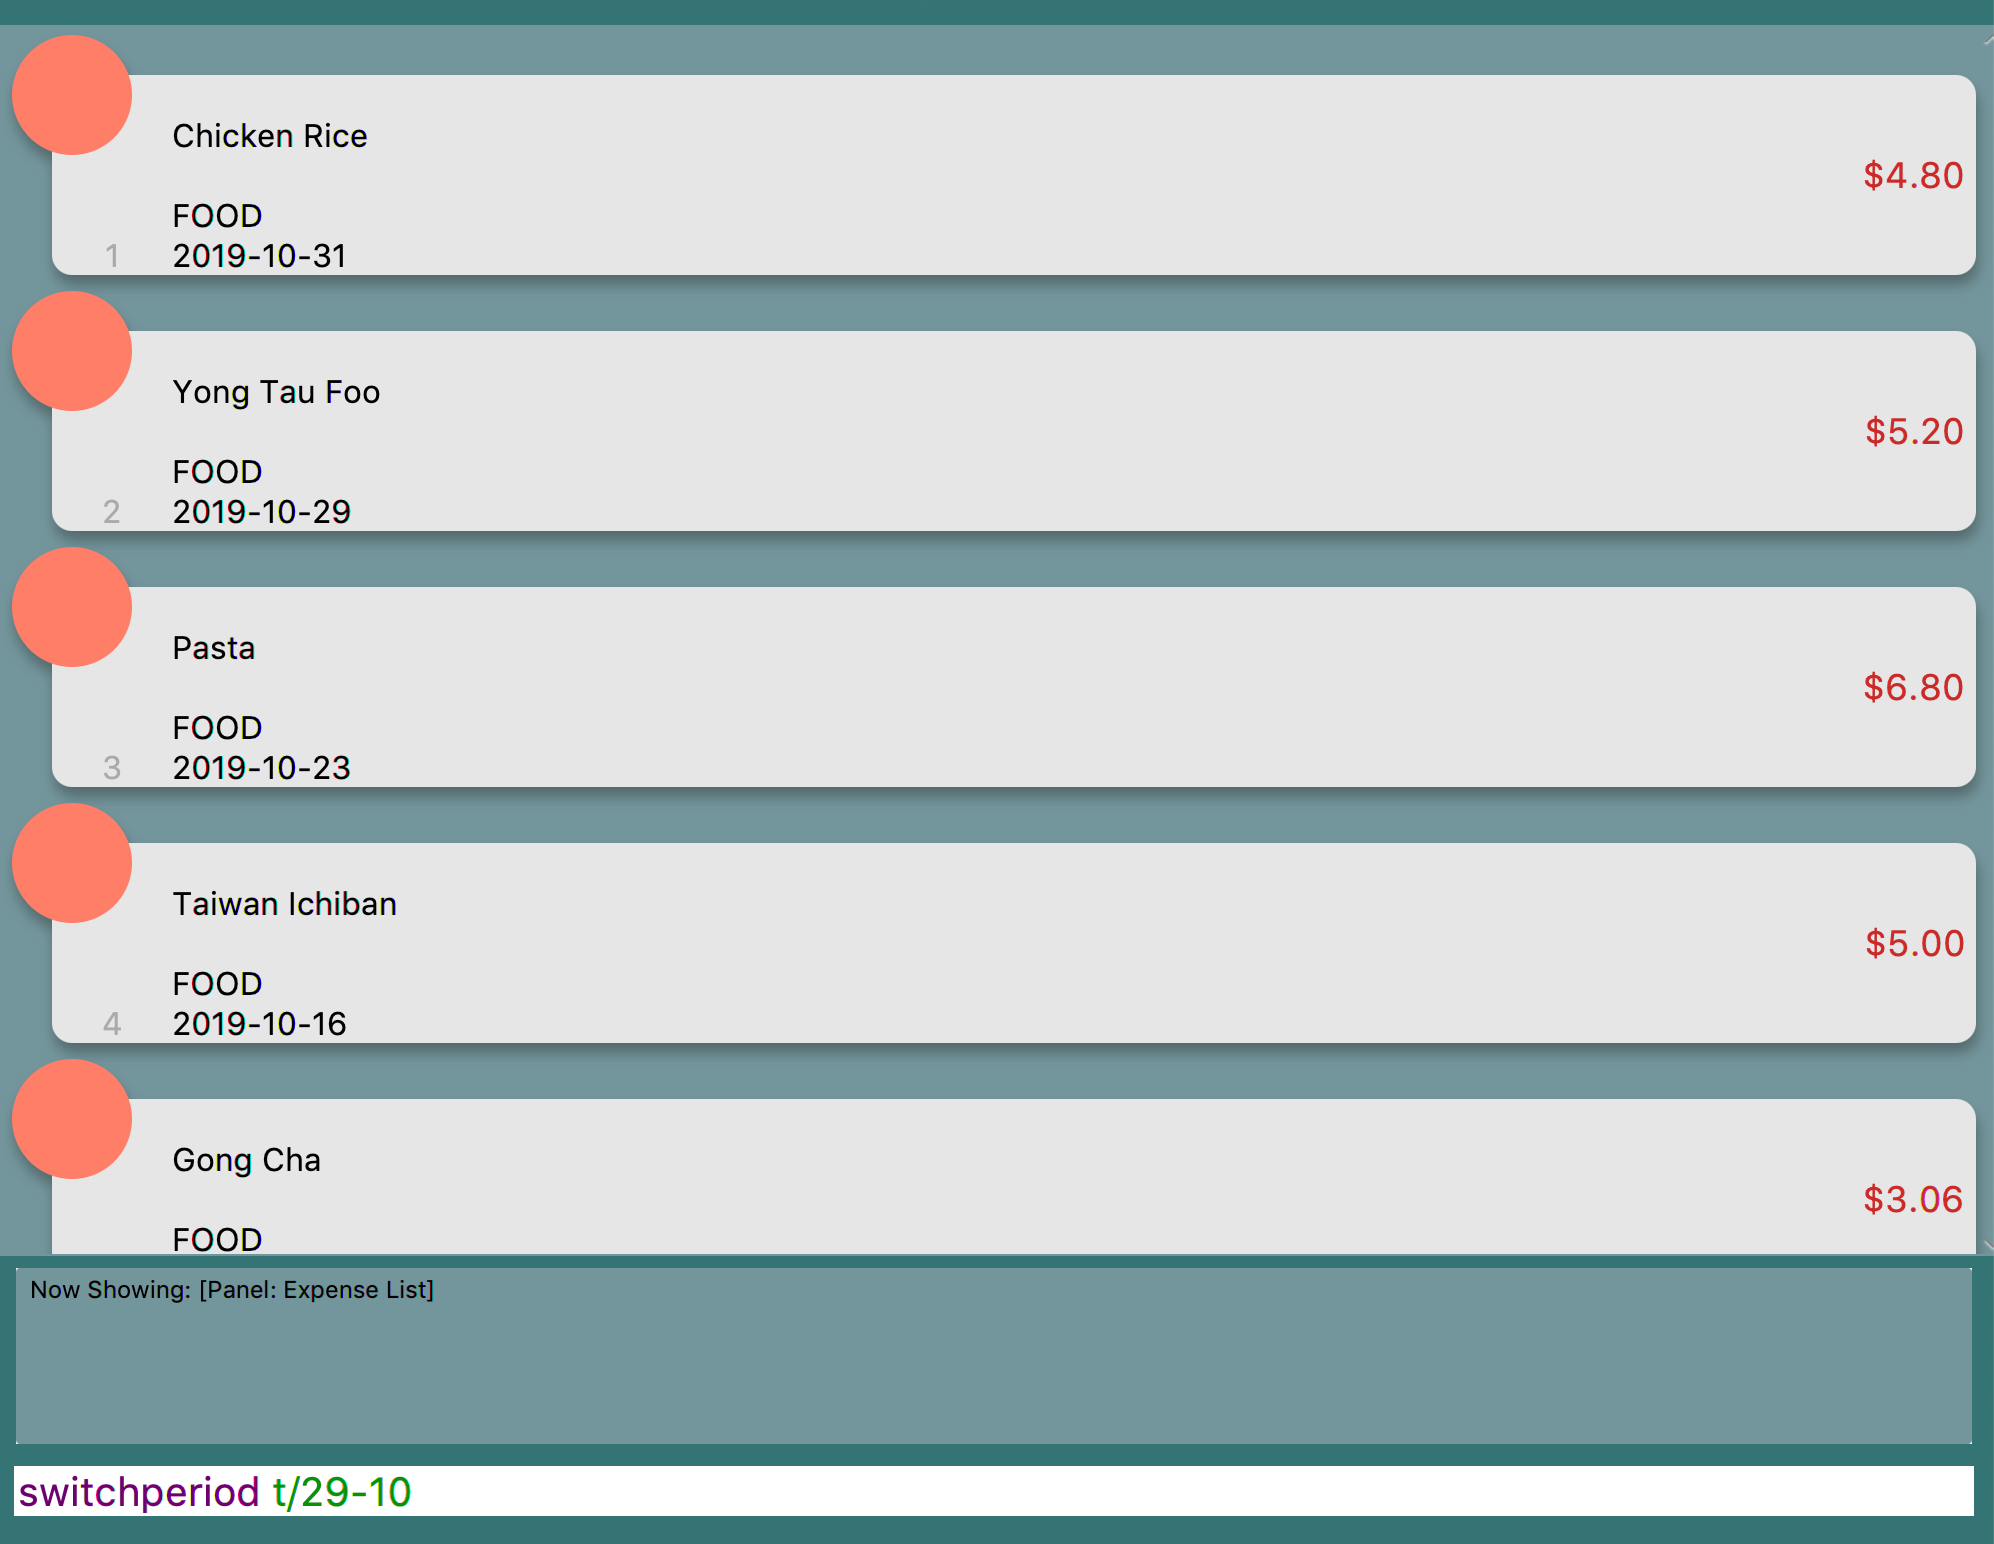 Chicken Rice
$4.80
FOOD
1 2019-10-31
Yong Tau Foo
$5.20
FOOD
2 2019-10-29
Pasta
$6.80
FOOD
3 2019-10-23
Taiwan Ichiban
$5.00
FOOD
4 2019-10-16
Gong Cha
$3.06
FOOD
Now Showing: [Panel: Expense List]
switchperiod t/29-10